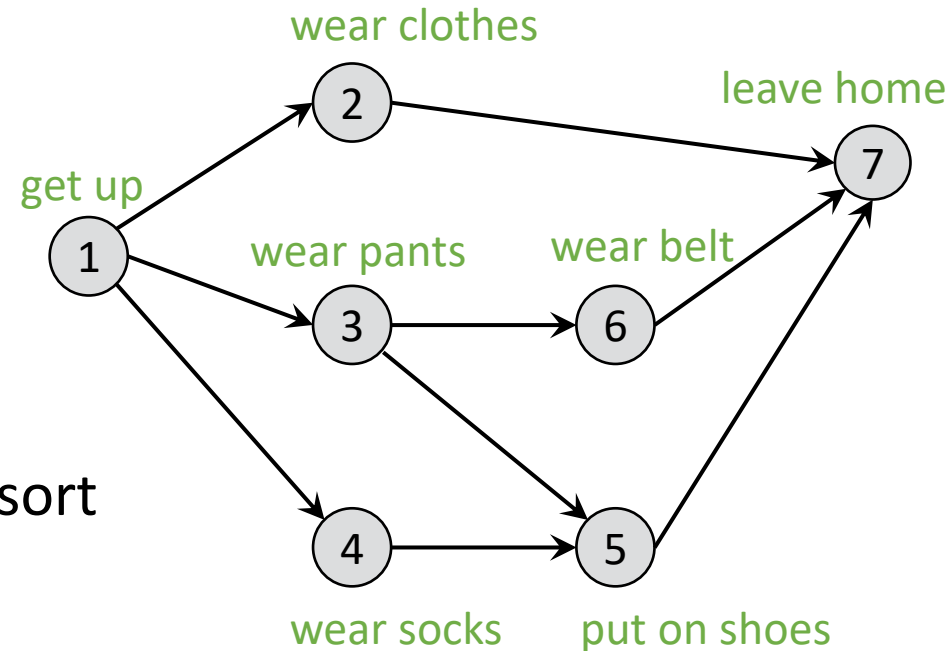 wear clothes
2
leave home
7
get up
1
wear pants
3
wear belt
6
sort
4
5
wear socks
put on shoes